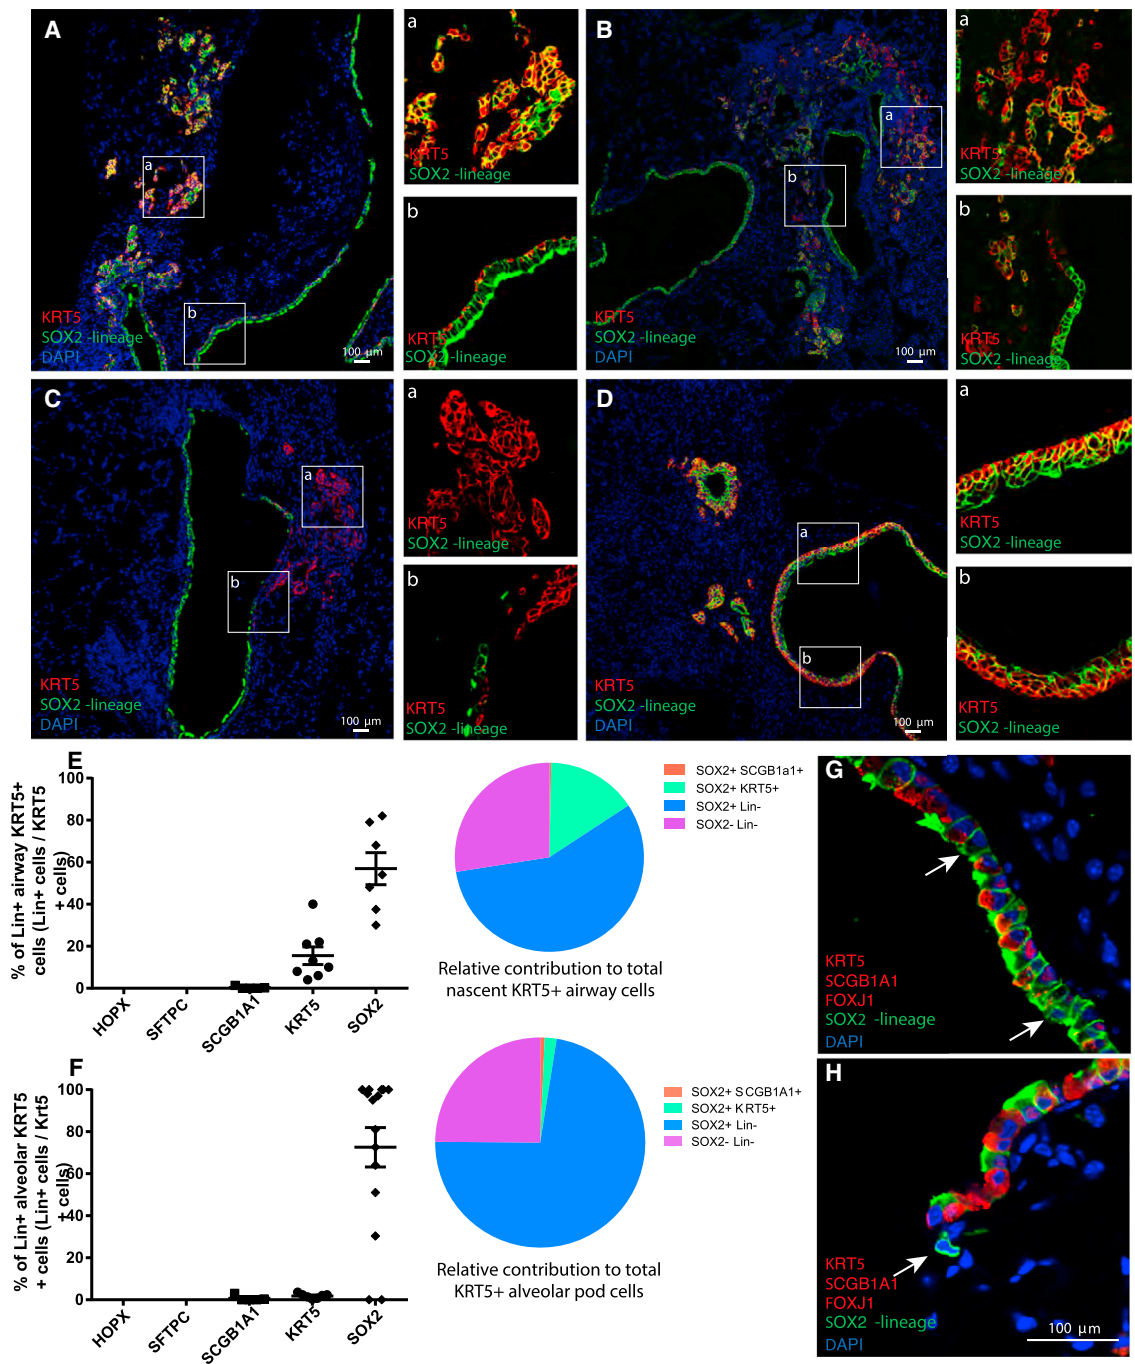 A
a
b
KRT5
SOX2 -lineage
DAPI
100 µm
a
KRT5
SOX2 -lineage
b
KRT5
SOX2 -lineage
B
a
b
KRT5
SOX2 -lineage
DAPI
100 µm
a
KRT5
SOX2 -lineage
b
KRT5
SOX2 -lineage
C
a
b
KRT5
SOX2 -lineage
DAPI
100 µm
a
KRT5
SOX2 -lineage
b
KRT5
SOX2 -lineage
D
a
b
KRT5
SOX2 -lineage
DAPI
100 µm
a
KRT5
SOX2 -lineage
b
KRT5
SOX2 -lineage
E
% of Lin+ airway KRT5+
cells (Lin+ cells / KRT5
+ cells)
100
80
60
40
20
0
HOPX
SFTPC
SCGB1A1
KRT5
SOX2
SOX2+ SCGB1a1+
SOX2+ KRT5+
SOX2+ Lin-
SOX2- Lin-
Relative contribution to total
nascent KRT5+ airway cells
F
% of Lin+ alveolar KRT5
+ cells (Lin+ cells / Krt5
+ cells)
100
80
60
40
20
0
HOPX
SFTPC
SCGB1A1
KRT5
SOX2
SOX2+ SCGB1A1+
SOX2+ KRT5+
SOX2+ Lin-
SOX2- Lin-
Relative contribution to total
KRT5+ alveolar pod cells
G
KRT5
SCGB1A1
FOXJ1
SOX2 -lineage
DAPI
H
KRT5
SCGB1A1
FOXJ1
SOX2 -lineage
DAPI
100 µm